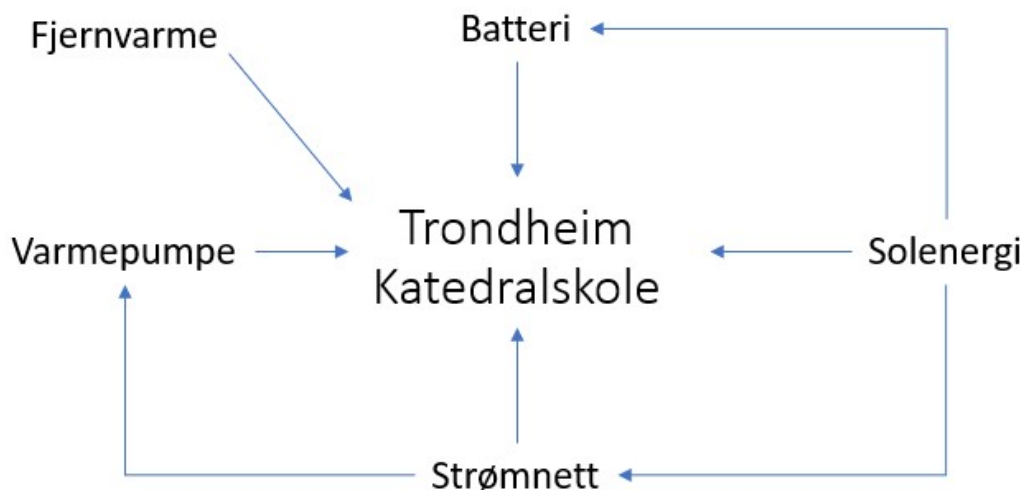 Fjernvarme
Batteri
Trondheim
Katedralskole
Varmepumpe
Solenergi
Strømnett